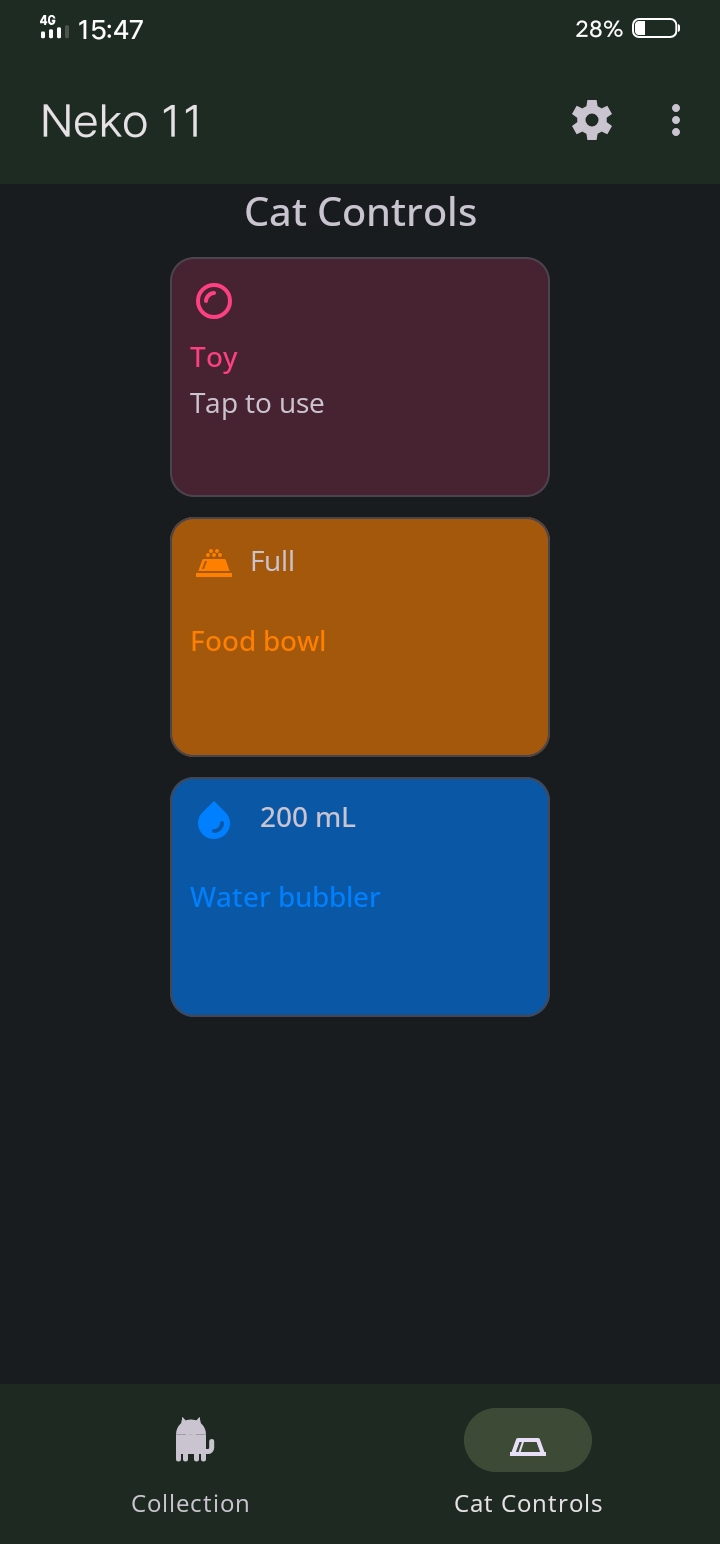 4G 15:47 28%
Neko 11
Cat Controls
Toy
Tap to use
Full
Food bowl
200 mL
Water bubbler
Collection Cat Controls